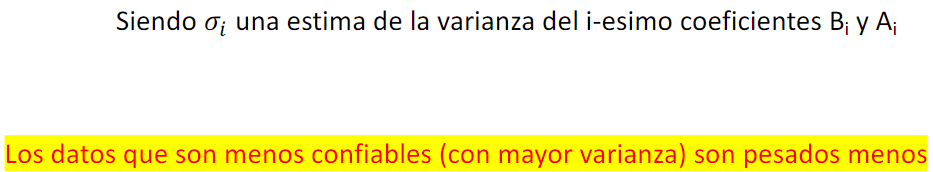 Siendo σᵢ una estima de la varianza del i-esimo coeficientes Bᵢ y Aᵢ
Los datos que son menos confiables (con mayor varianza) son pesados menos